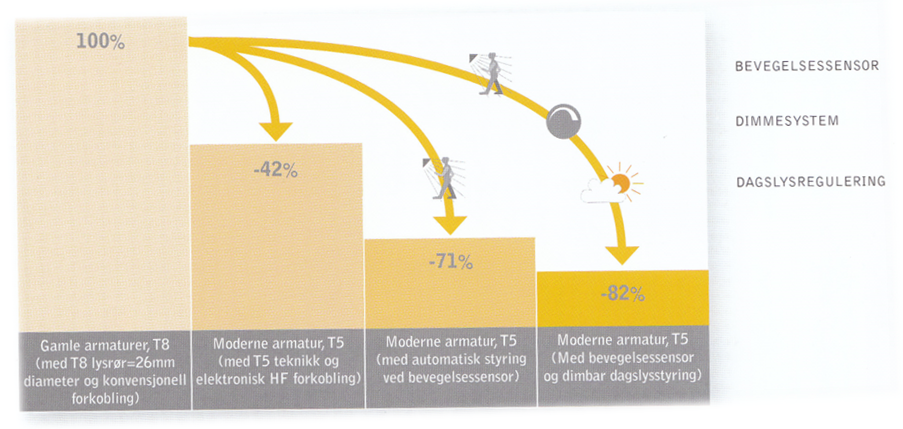 100%
-42%
-71%
-82%
BEVEGELSESSENSOR
DIMMESYSTEM
DAGSLYSREGULERING
Gamle armaturer, T8
(med T8 lysrør=26mm
diameter og konvensjonell
forkobling)
Moderne armatur, T5
(med T5 teknikk og
elektronisk HF forkobling)
Moderne armatur, T5
(med automatisk styring
ved bevegelsessensor)
Moderne armatur, T5
(Med bevegelsessensor
og dimbar dagslysstyring)